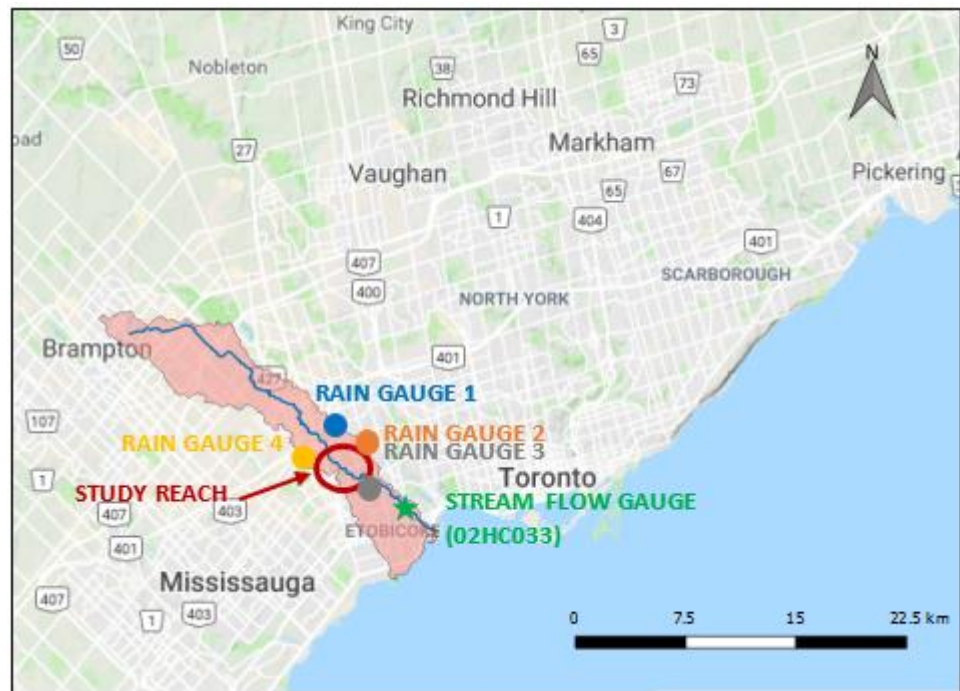 King City
50
3
65
Nobleton
38
73
Richmond Hill
oad
27
Markham
67
Vaughan
Pickering
65
1
404
401
407
SCARBOROUGH
400
NORTH YORK
Brampton
401
427
RAIN GAUGE 1
107
RAIN GAUGE 2
RAIN GAUGE 4
RAIN GAUGE 3
1
Toronto
STUDY REACH
STREAM FLOW GAUGE
403
407
ETOBICOKE
(02HC033)
401
Mississauga
407
403
1
N
0 7.5 15 22.5 km